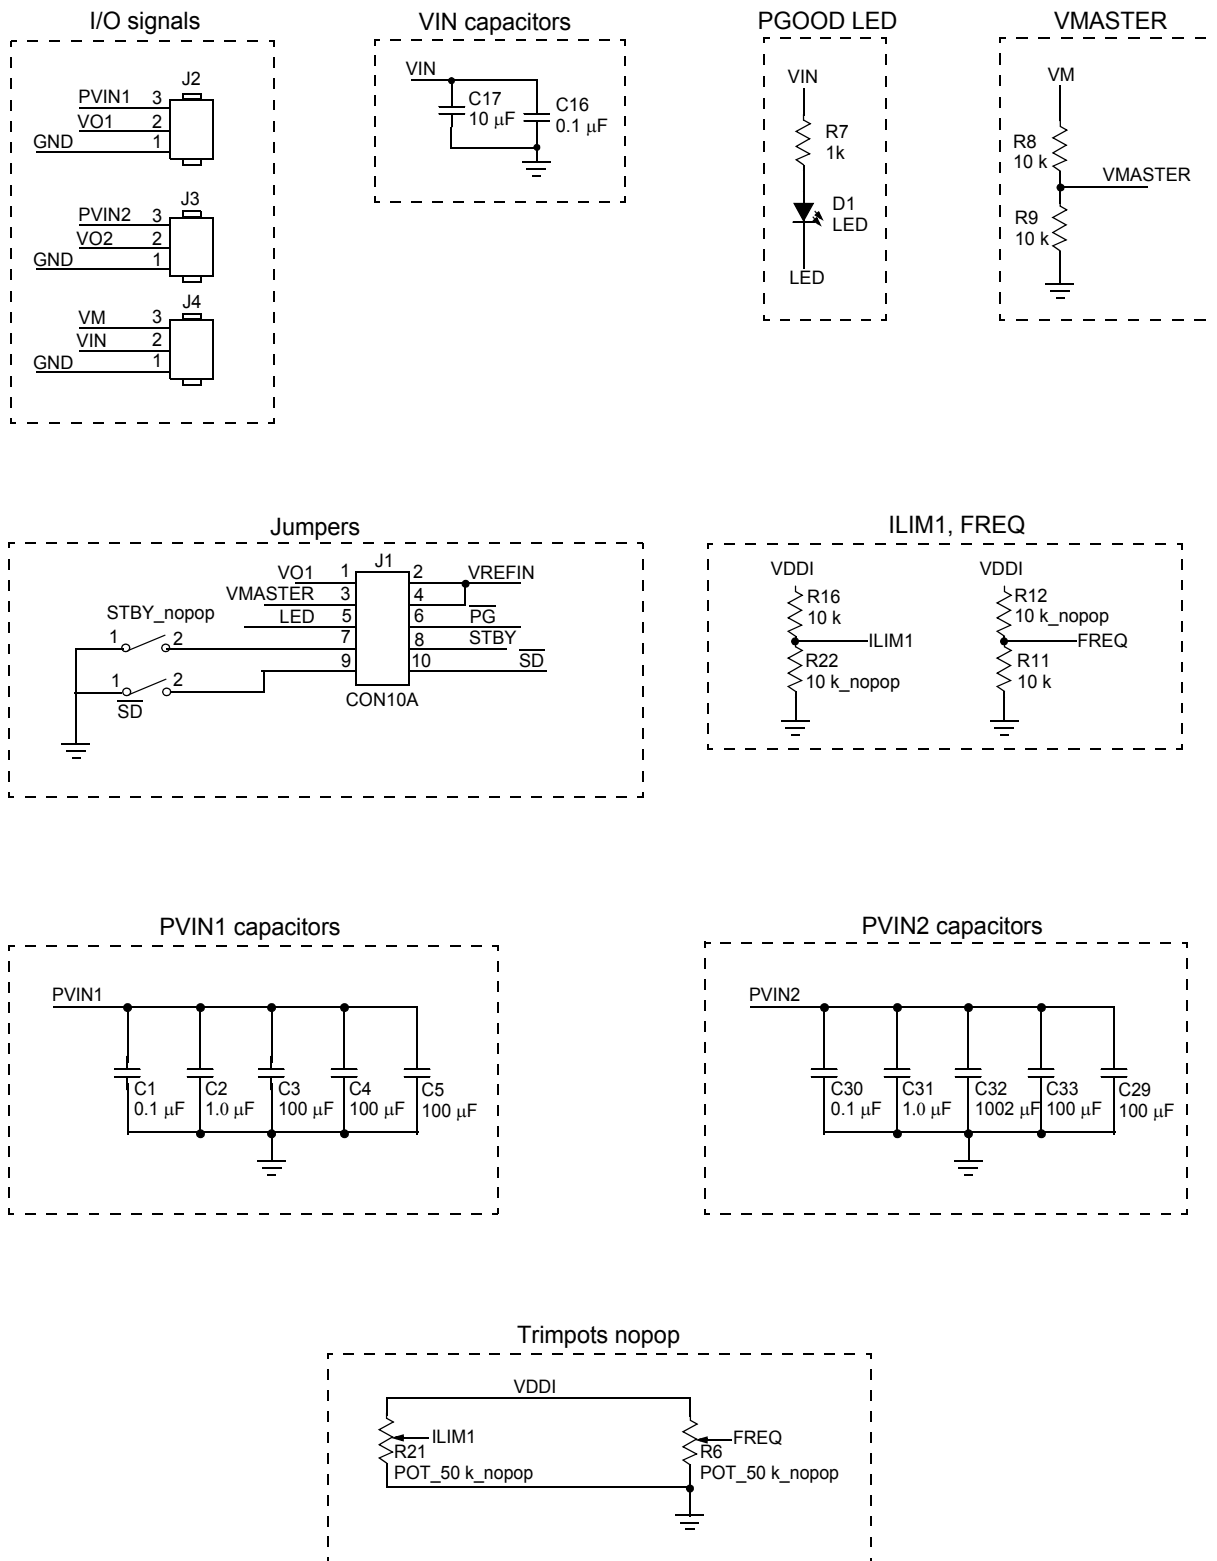 I/O signals
J2
PVIN1 3
VO1 2
GND 1
J3
PVIN2 3
VO2 2
GND 1
J4
VM 3
VIN 2
GND 1
VIN capacitors
VIN
C17
10 μF
C16
0.1 μF
PGOOD LED
VIN
R7
1k
D1
LED
LED
VMASTER
VM
R8
10 k
VMASTER
R9
10 k
Jumpers
J1
VO1 1 2 VREFIN
VMASTER 3 4
LED 5 6 PG
STBY_nopop
1 2 7 8 STBY
9 10 SD
1 2
SD
CON10A
ILIM1, FREQ
VDDI
R16
10 k
ILIM1
R22
10 k_nopop
VDDI
R12
10 k_nopop
FREQ
R11
10 k
PVIN1 capacitors
PVIN1
C1
0.1 μF
C2
1.0 μF
C3
100 μF
C4
100 μF
C5
100 μF
PVIN2 capacitors
PVIN2
C30
0.1 μF
C31
1.0 μF
C32
1002 μF
C33
100 μF
C29
100 μF
Trimpots nopop
VDDI
ILIM1
R21
POT_50 k_nopop
FREQ
R6
POT_50 k_nopop